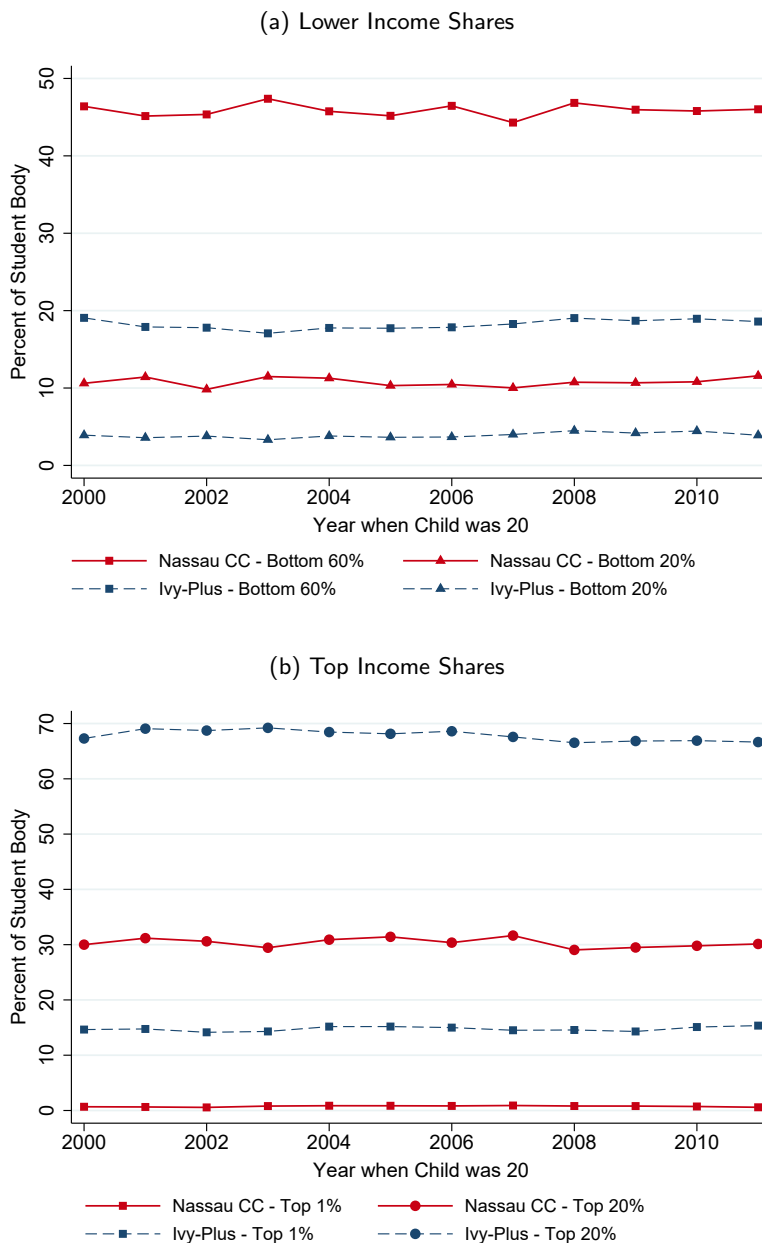 (a) Lower Income Shares
Percent of Student Body
50
40
30
20
10
0
2000 2002 2004 2006 2008 2010
Year when Child was 20
Nassau CC - Bottom 60% Nassau CC - Bottom 20%
Ivy-Plus - Bottom 60% Ivy-Plus - Bottom 20%
(b) Top Income Shares
Percent of Student Body
70
60
50
40
30
20
10
0
2000 2002 2004 2006 2008 2010
Year when Child was 20
Nassau CC - Top 1% Nassau CC - Top 20%
Ivy-Plus - Top 1% Ivy-Plus - Top 20%